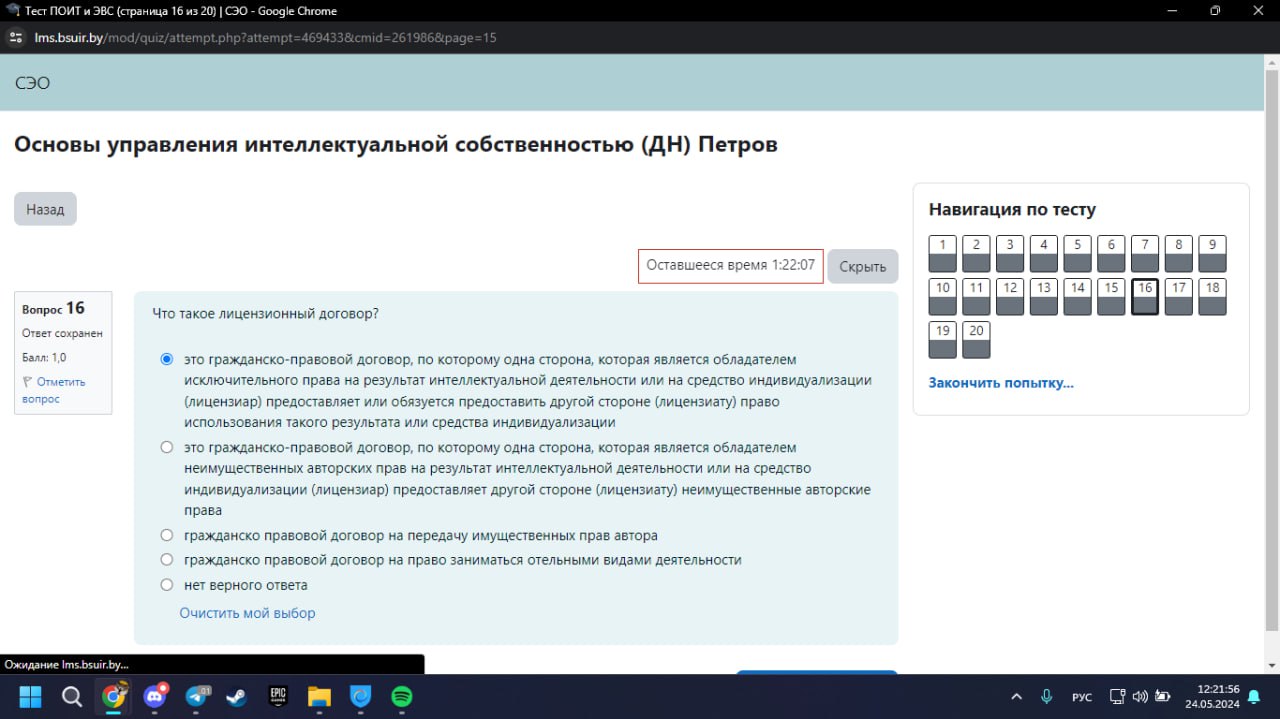 Тест ПОИТ и ЭВС (страница 16 из 20) | СЭО - Google Chrome
lms.bsuir.by/mod/quiz/attempt.php?attempt=469433&cmid=261986&page=15
СЭО
Основы управления интеллектуальной собственностью (ДН) Петров
Назад
Оставшееся время 1:22:07
Скрыть
Вопрос 16
Ответ сохранен
Балл: 1,0
Отметить
вопрос
Что такое лицензионный договор?
это гражданско-правовой договор, по которому одна сторона, которая является обладателем
исключительного права на результат интеллектуальной деятельности или на средство индивидуализации
(лицензиар) предоставляет или обязуется предоставить другой стороне (лицензиату) право
использования такого результата или средства индивидуализации
это гражданско-правовой договор, по которому одна сторона, которая является обладателем
неимущественных авторских прав на результат интеллектуальной деятельности или на средство
индивидуализации (лицензиар) предоставляет другой стороне (лицензиату) неимущественные авторские
права
гражданско правовой договор на передачу имущественных прав автора
гражданско правовой договор на право заниматься отельными видами деятельности
нет верного ответа
Очистить мой выбор
Навигация по тесту
1 2 3 4 5 6 7 8 9
10 11 12 13 14 15 16 17 18
19 20
Закончить попытку...
Ожидание lms.bsuir.by...
01
EPIC
GAMES
РУС
12:21:56
24.05.2024